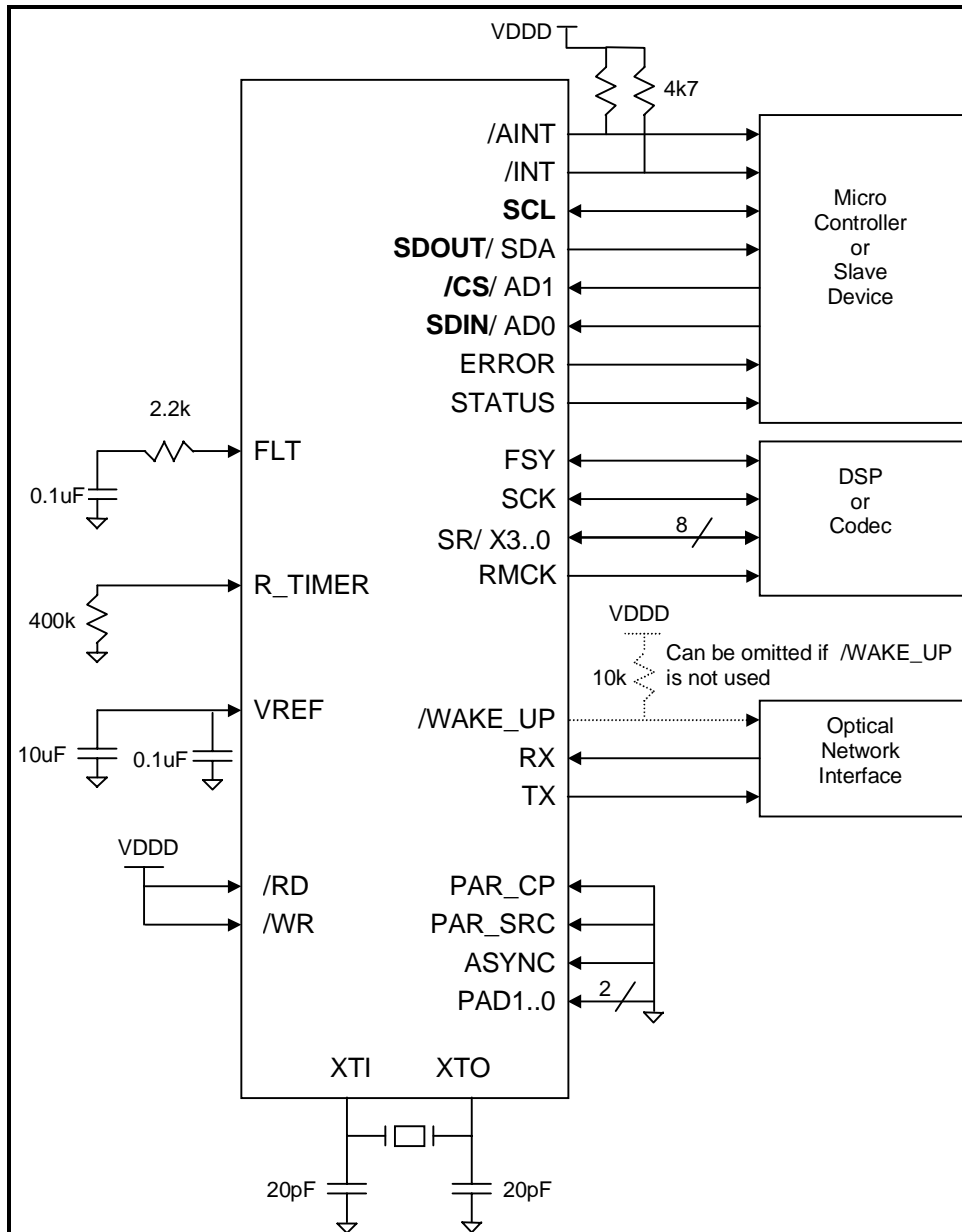 VDDD
4k7
/AINT
/INT
SCL
SDOUT/ SDA
/CS/ AD1
SDIN/ AD0
ERROR
STATUS
Micro
Controller
or
Slave
Device
2.2k
FLT
0.1uF
FSY
SCK
SR/ X3..0
8
RMCK
DSP
or
Codec
R_TIMER
400k
VDDD
10k
Can be omitted if /WAKE_UP
is not used
VREF
10uF
0.1uF
/WAKE_UP
RX
TX
Optical
Network
Interface
VDDD
/RD
/WR
PAR_CP
PAR_SRC
ASYNC
PAD1..0
2
XTI
XTO
20pF
20pF